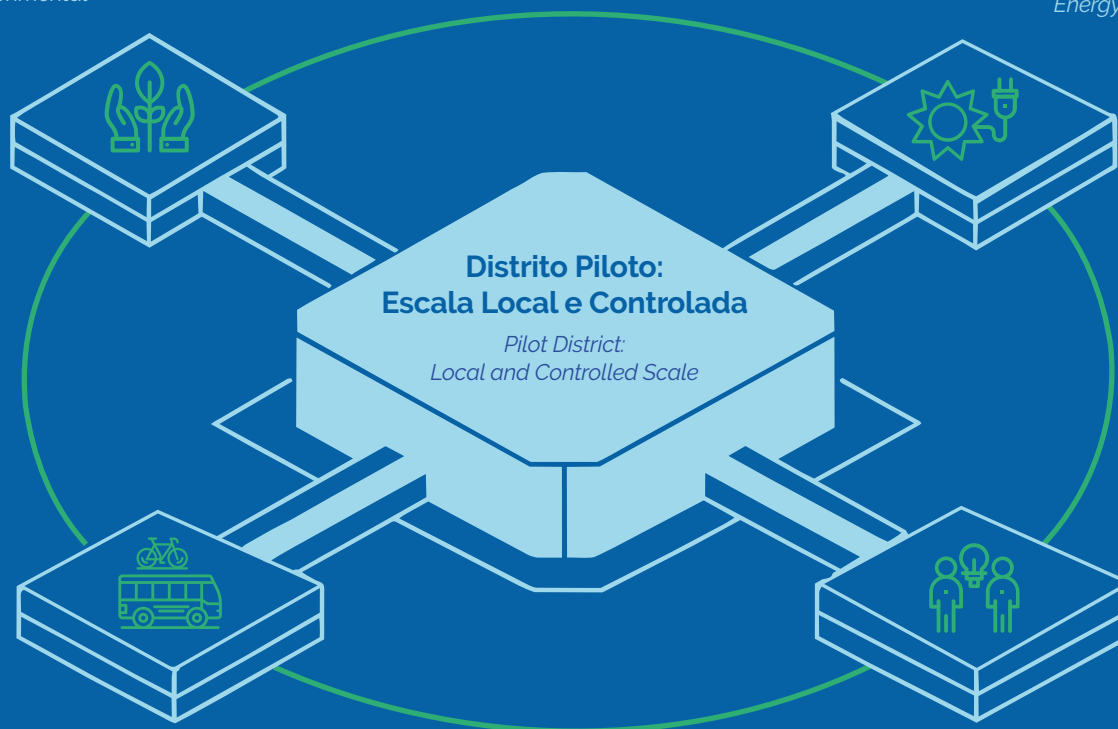 Energy
Distrito Piloto:
Escala Local e Controlada
Pilot District:
Local and Controlled Scale